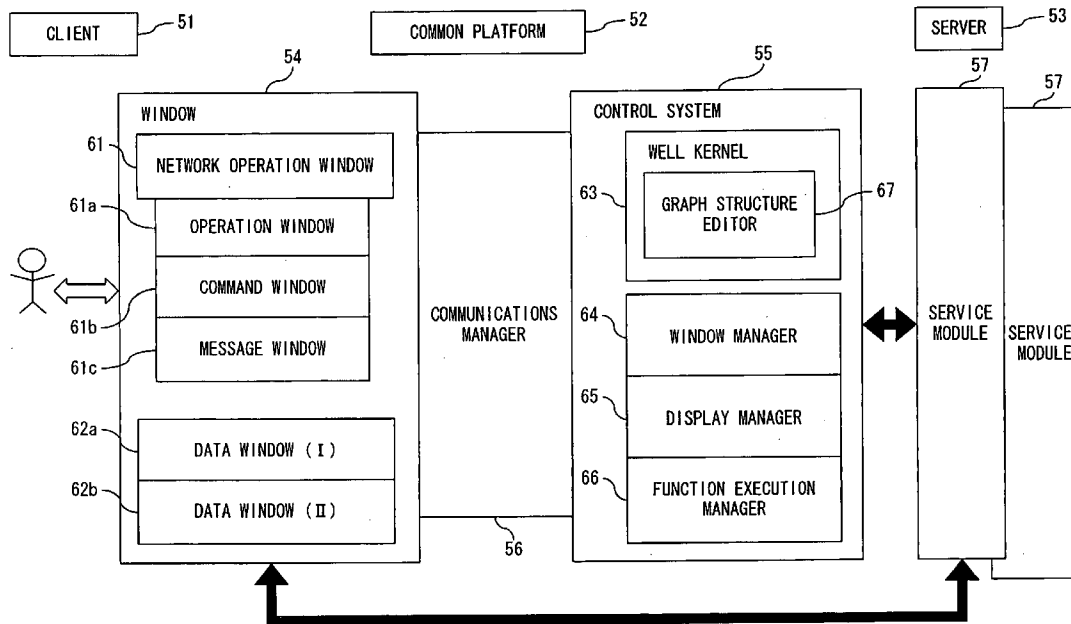 CLIENT
51
COMMON PLATFORM
52
SERVER
53
54
WINDOW
61
NETWORK OPERATION WINDOW
61a
OPERATION WINDOW
COMMAND WINDOW
61b
MESSAGE WINDOW
61c
62a
DATA WINDOW (I)
62b
DATA WINDOW (II)
COMMUNICATIONS
MANAGER
56
55
CONTROL SYSTEM
WELL KERNEL
63
GRAPH STRUCTURE
EDITOR
67
64
WINDOW MANAGER
65
DISPLAY MANAGER
66
FUNCTION EXECUTION
MANAGER
57
SERVICE
MODULE
57
SERVICE
MODULE